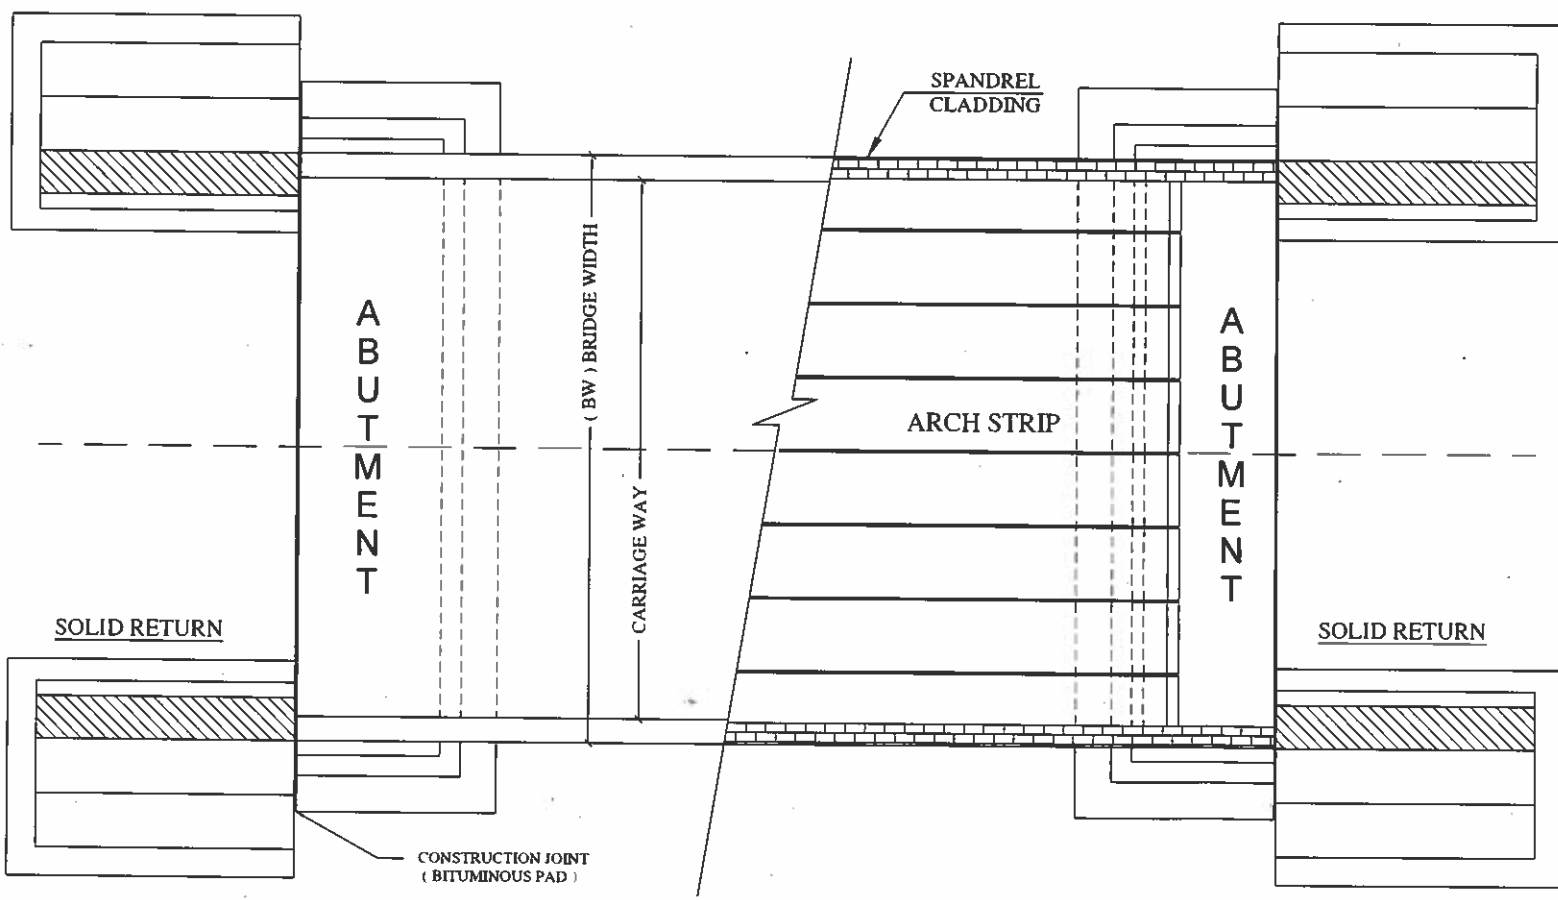 SPANDREL
CLADDING
( BW ) BRIDGE WIDTH
CARRIAGE WAY
ABUTMENT
ARCH STRIP
ABUTMENT
SOLID RETURN
SOLID RETURN
CONSTRUCTION JOINT
( BITUMINOUS PAD )